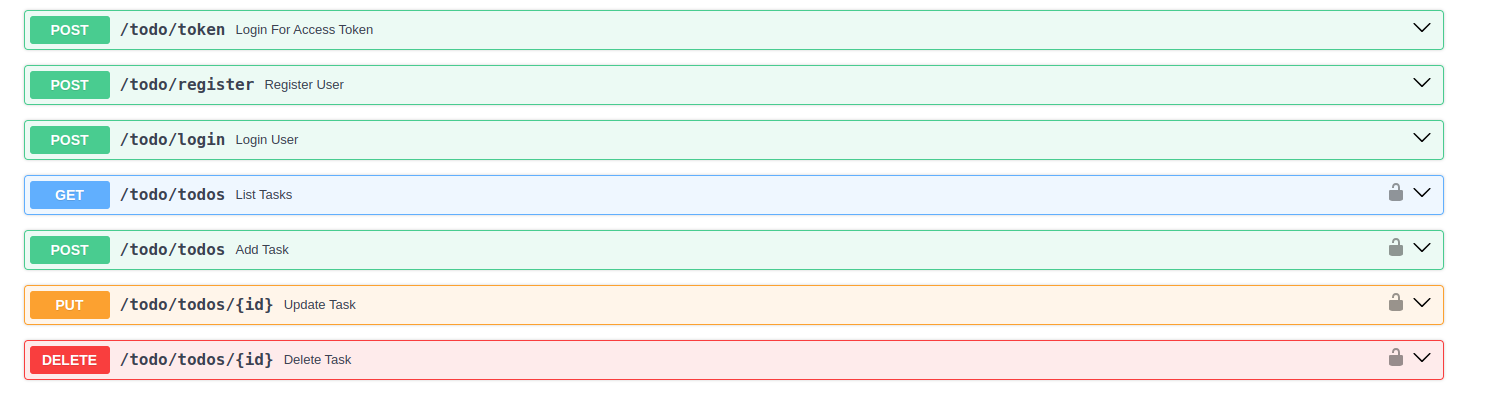 POST /todo/token Login For Access Token
POST /todo/register Register User
POST /todo/login Login User
GET /todo/todos List Tasks
POST /todo/todos Add Task
PUT /todo/todos/{id} Update Task
DELETE /todo/todos/{id} Delete Task